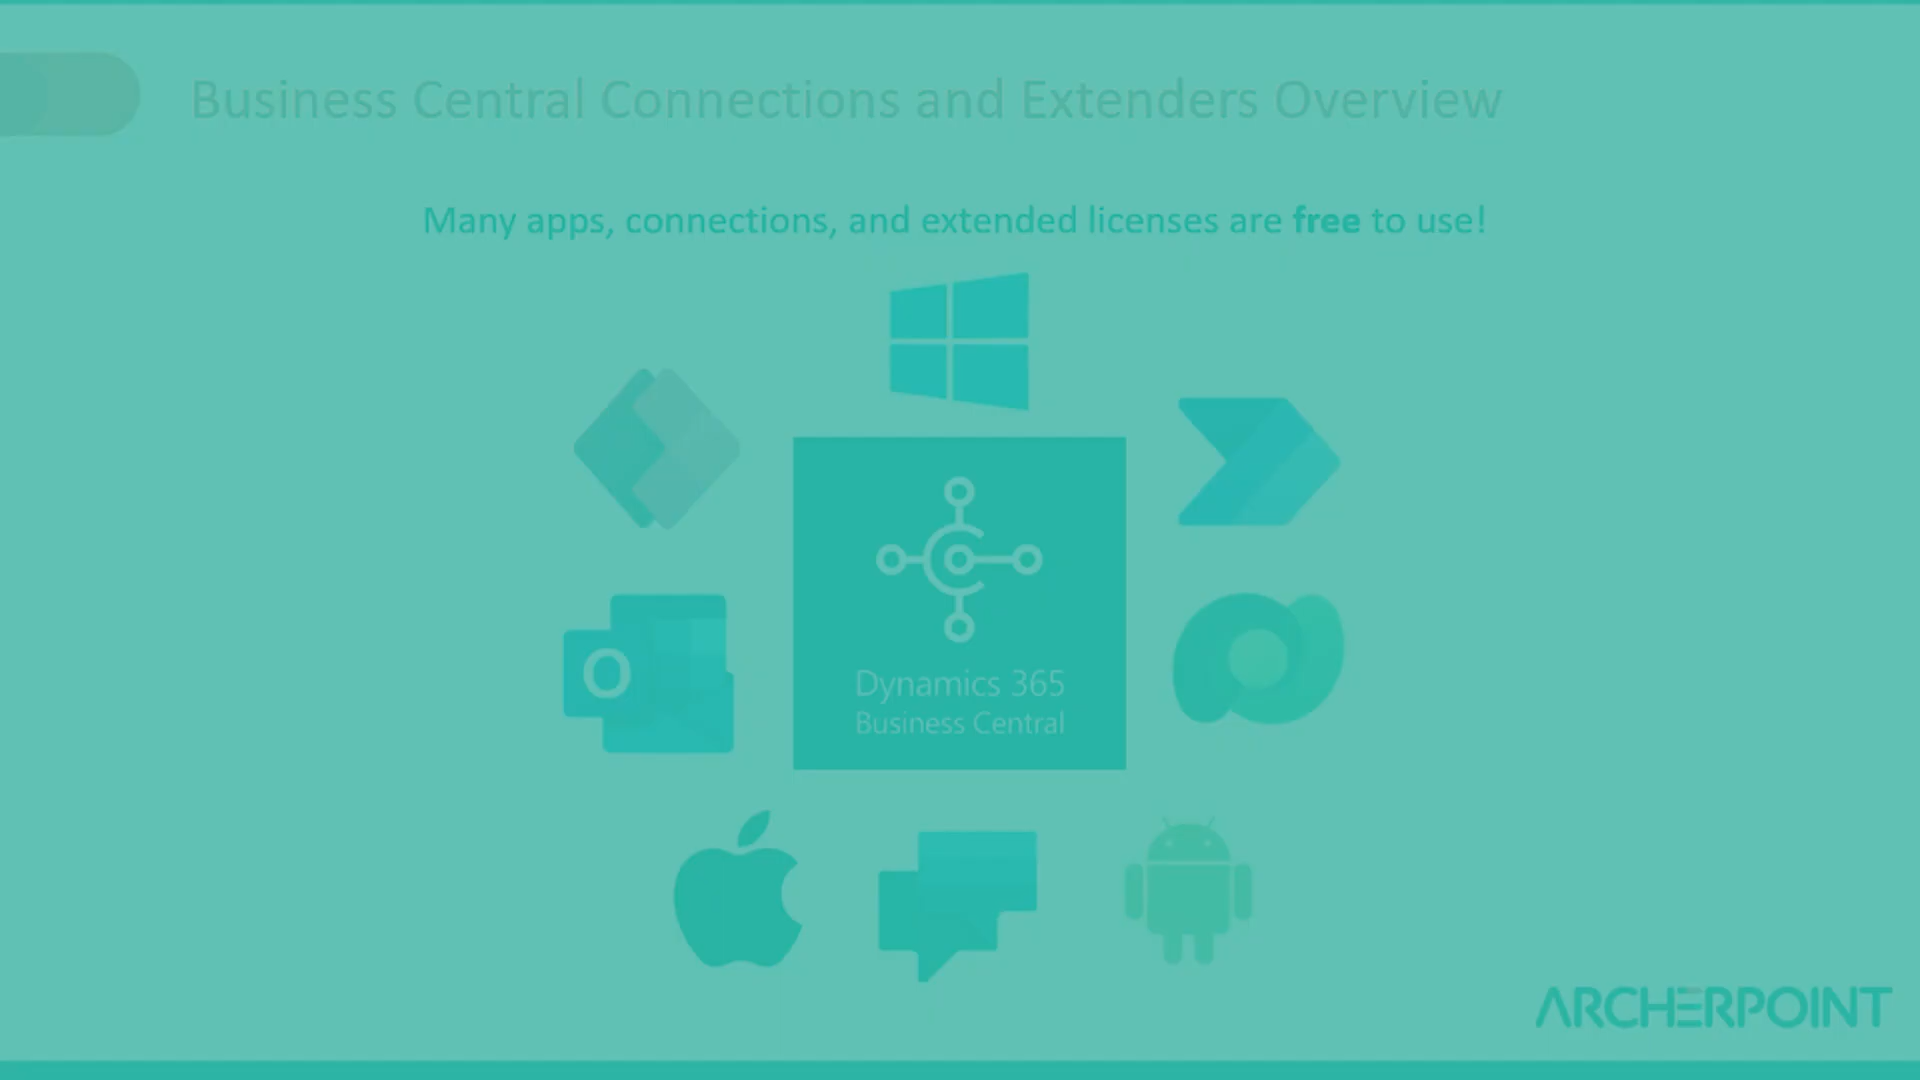 Business Central Connections and Extenders Overview
Many apps, connections, and extended licenses are free to use!
O
Dynamics 365
Business Central
ARCHERPOINT